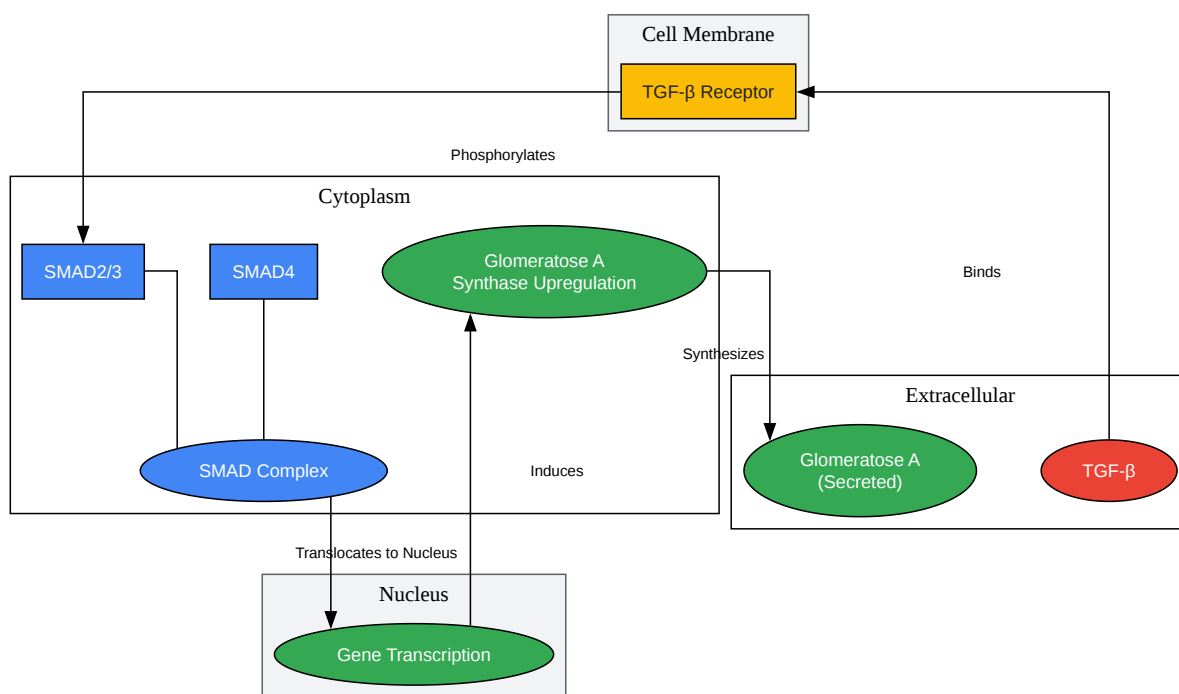 Cell Membrane
TGF-β Receptor
Phosphorylates
Cytoplasm
SMAD2/3
SMAD4
Glomeratose A
Synthase Upregulation
Binds
Synthesizes
Extracellular
SMAD Complex
Induces
Glomeratose A
(Secreted)
TGF-β
Translocates to Nucleus
Nucleus
Gene Transcription